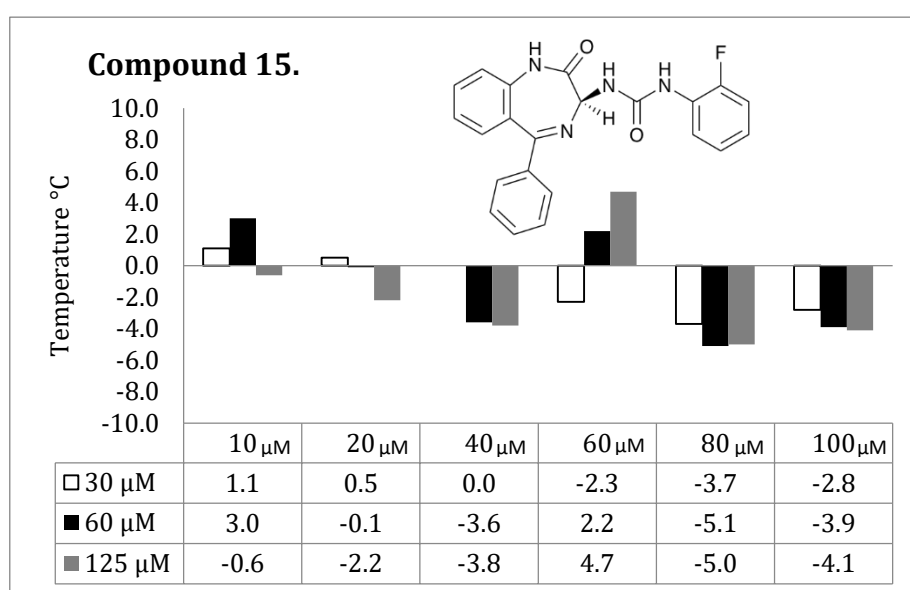 Compound 15.
H
N
O
N
H
N
H
O
H
N
F
Temperature °C
10.0
8.0
6.0
4.0
2.0
0.0
-2.0
-4.0
-6.0
-8.0
-10.0
10 µM 20 µM 40 µM 60 µM 80 µM 100 µM
30 µM 1.1 0.5 0.0 -2.3 -3.7 -2.8
60 µM 3.0 -0.1 -3.6 2.2 -5.1 -3.9
125 µM -0.6 -2.2 -3.8 4.7 -5.0 -4.1